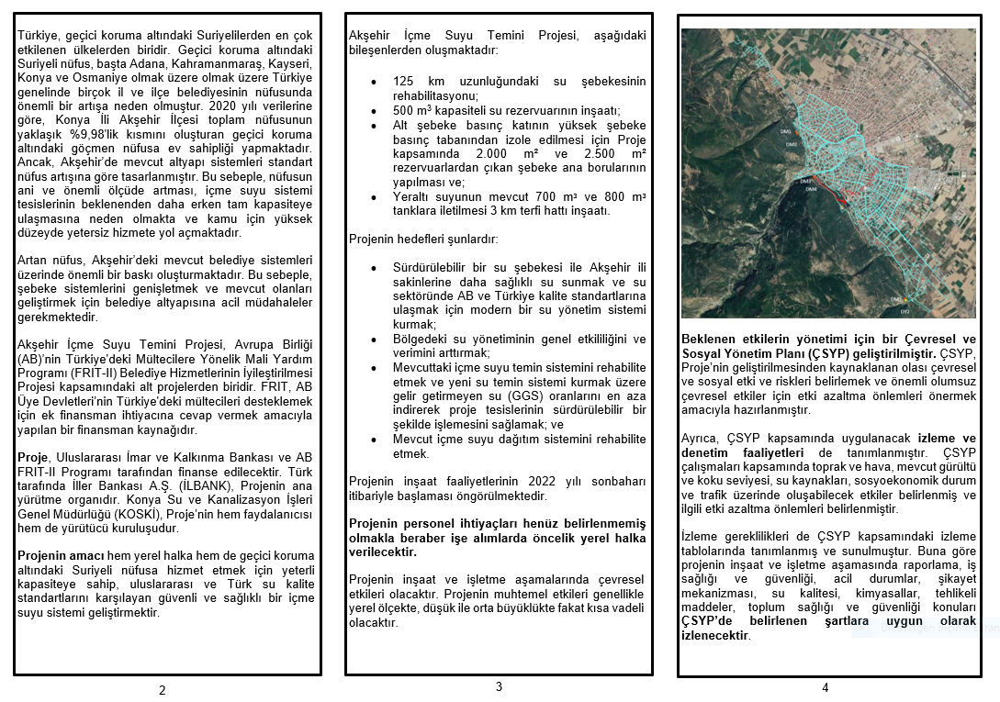 Türkiye, geçici koruma altındaki Suriyelilerden en çok
etkilenen ülkelerden biridir. Geçici koruma altındaki
Suriyeli nüfus, başta Adana, Kahramanmaraş, Kayseri,
Konya ve Osmaniye olmak üzere olmak üzere Türkiye
genelinde birçok il ve ilçe belediyesinin nüfusunda
önemli bir artışa neden olmuştur. 2020 yılı verilerine
göre, Konya İli Akşehir İlçesi toplam nüfusunun
yaklaşık %9,98'lik kısmını oluşturan geçici koruma
altındaki göçmen nüfusa ev sahipliği yapmaktadır.
Ancak, Akşehir'de mevcut altyapı sistemleri standart
nüfus artışına göre tasarlanmıştır. Bu sebeple, nüfusun
ani ve önemli ölçüde artması, içme suyu sistemi
tesislerinin beklenenden daha erken tam kapasiteye
ulaşmasına neden olmakta ve kamu için yüksek
düzeyde yetersiz hizmete yol açmaktadır.
Artan nüfus, Akşehir'deki mevcut belediye sistemleri
üzerinde önemli bir baskı oluşturmaktadır. Bu sebeple,
şebeke sistemlerini genişletmek ve mevcut olanları
geliştirmek için belediye altyapısına acil müdahaleler
gerekmektedir.
Akşehir İçme Suyu Temini Projesi, Avrupa Birliği
(AB)'nin Türkiye'deki Mültecilere Yönelik Mali Yardım
Programı (FRIT-II) Belediye Hizmetlerinin İyileştirilmesi
Projesi kapsamındaki alt projelerden biridir. FRIT, AB
Üye Devletleri'nin Türkiye'deki mültecileri desteklemek
için ek finansman ihtiyacına cevap vermek amacıyla
yapılan bir finansman kaynağıdır.
Proje, Uluslararası İmar ve Kalkınma Bankası ve AB
FRIT-II Programı tarafından finanse edilecektir. Türk
tarafında İller Bankası A.Ş. (İLBANK), Projenin ana
yürütme organıdır. Konya Su ve Kanalizasyon İşleri
Genel Müdürlüğü (KOSKİ), Proje'nin hem faydalanıcısı
hem de yürütücü kuruluşudur.
Projenin amacı hem yerel halka hem de geçici koruma
altındaki Suriyeli nüfusa hizmet etmek için yeterli
kapasiteye sahip, uluslararası ve Türk su kalite
standartlarını karşılayan güvenli ve sağlıklı bir içme
suyu sistemi geliştirmektir.
2
Akşehir İçme Suyu Temini Projesi, aşağıdaki
bileşenlerden oluşmaktadır:
• 125 km uzunluğundaki su şebekesinin
rehabilitasyonu;
• 500 m³ kapasiteli su rezervuarının inşaatı;
• Alt şebeke basınç katının yüksek şebeke
basınç tabanından izole edilmesi için Proje
kapsamında 2.000 m² ve 2.500 m²
rezervuarlardan çıkan şebeke ana borularının
yapılması ve;
• Yeraltı suyunun mevcut 700 m³ ve 800 m³
tanklara iletilmesi 3 km terfi hattı inşaatı.
Projenin hedefleri şunlardır:
• Sürdürülebilir bir su şebekesi ile Akşehir ili
sakinlerine daha sağlıklı su sunmak ve su
sektöründe AB ve Türkiye kalite standartlarına
ulaşmak için modern bir su yönetim sistemi
kurmak;
• Bölgedeki su yönetiminin genel etkililiğini ve
verimini arttırmak;
• Mevcuttaki içme suyu temin sistemini rehabilite
etmek ve yeni su temin sistemi kurmak üzere
gelir getirmeyen su (GGS) oranlarını en aza
indirerek proje tesislerinin sürdürülebilir bir
şekilde işlemesini sağlamak; ve
• Mevcut içme suyu dağıtım sistemini rehabilite
etmek.
Projenin inşaat faaliyetlerinin 2022 yılı sonbaharı
itibariyle başlaması öngörülmektedir.
Projenin personel ihtiyaçları henüz belirlenmemiş
olmakla beraber işe alımlarda öncelik yerel halka
verilecektir.
Projenin inşaat ve işletme aşamalarında çevresel
etkileri olacaktır. Projenin muhtemel etkileri genellikle
yerel ölçekte, düşük ile orta büyüklükte fakat kısa vadeli
olacaktır.
3
DM1
DM2
DM3
DM4
Beklenen etkilerin yönetimi için bir Çevresel ve
Sosyal Yönetim Planı (ÇSYP) geliştirilmiştir. ÇSYP,
Proje'nin geliştirilmesinden kaynaklanan olası çevresel
ve sosyal etki ve riskleri belirlemek ve önemli olumsuz
çevresel etkiler için etki azaltma önlemleri önermek
amacıyla hazırlanmıştır.
Ayrıca, ÇSYP kapsamında uygulanacak izleme ve
denetim faaliyetleri de tanımlanmıştır. ÇSYP
çalışmaları kapsamında toprak ve hava, mevcut gürültü
ve koku seviyesi, su kaynakları, sosyoekonomik durum
ve trafik üzerinde oluşabilecek etkiler belirlenmiş ve
ilgili etki azaltma önlemleri belirlenmiştir.
İzleme gereklilikleri de ÇSYP kapsamındaki izleme
tablolarında tanımlanmış ve sunulmuştur. Buna göre
projenin inşaat ve işletme aşamasında raporlama, iş
sağlığı ve güvenliği, acil durumlar, şikayet
mekanizması, su kalitesi, kimyasallar, tehlikeli
maddeler, toplum sağlığı ve güvenliği konuları
ÇSYP'de belirlenen şartlara uygun olarak
izlenecektir.
4